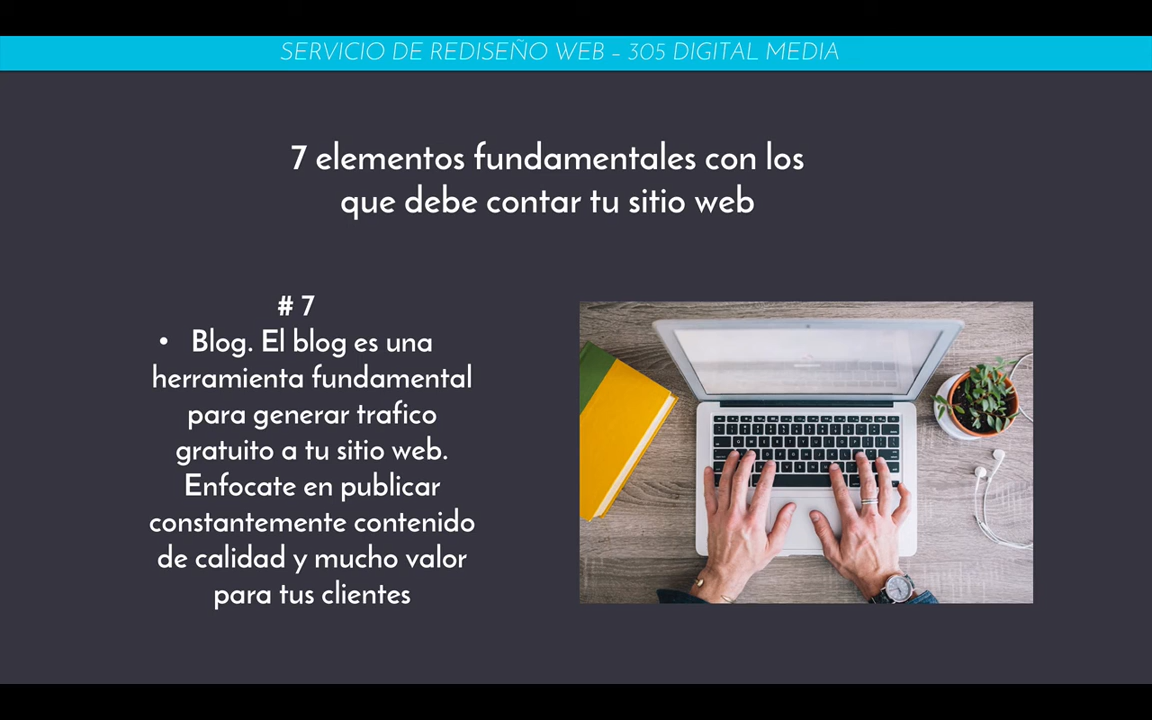 SERVICIO DE REDISEÑO WEB – 305 DIGITAL MEDIA
7 elementos fundamentales con los
que debe contar tu sitio web
# 7
• Blog. El blog es una
herramienta fundamental
para generar trafico
gratuito a tu sitio web.
Enfocate en publicar
constantemente contenido
de calidad y mucho valor
para tus clientes